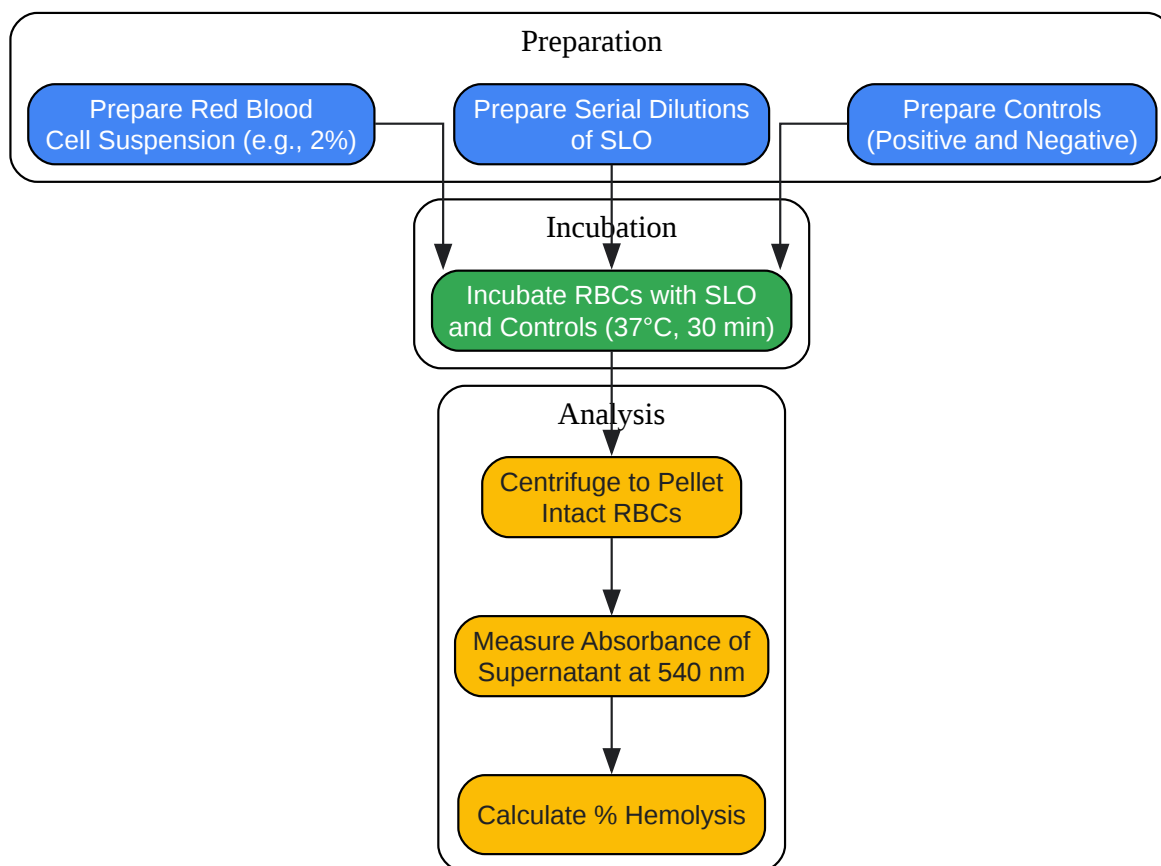 Preparation
Prepare Red Blood
Cell Suspension (e.g., 2%)
Prepare Serial Dilutions
of SLO
Prepare Controls
(Positive and Negative)
Incubation
Incubate RBCs with SLO
and Controls (37°C, 30 min)
Analysis
Centrifuge to Pellet
Intact RBCs
Measure Absorbance of
Supernatant at 540 nm
Calculate % Hemolysis